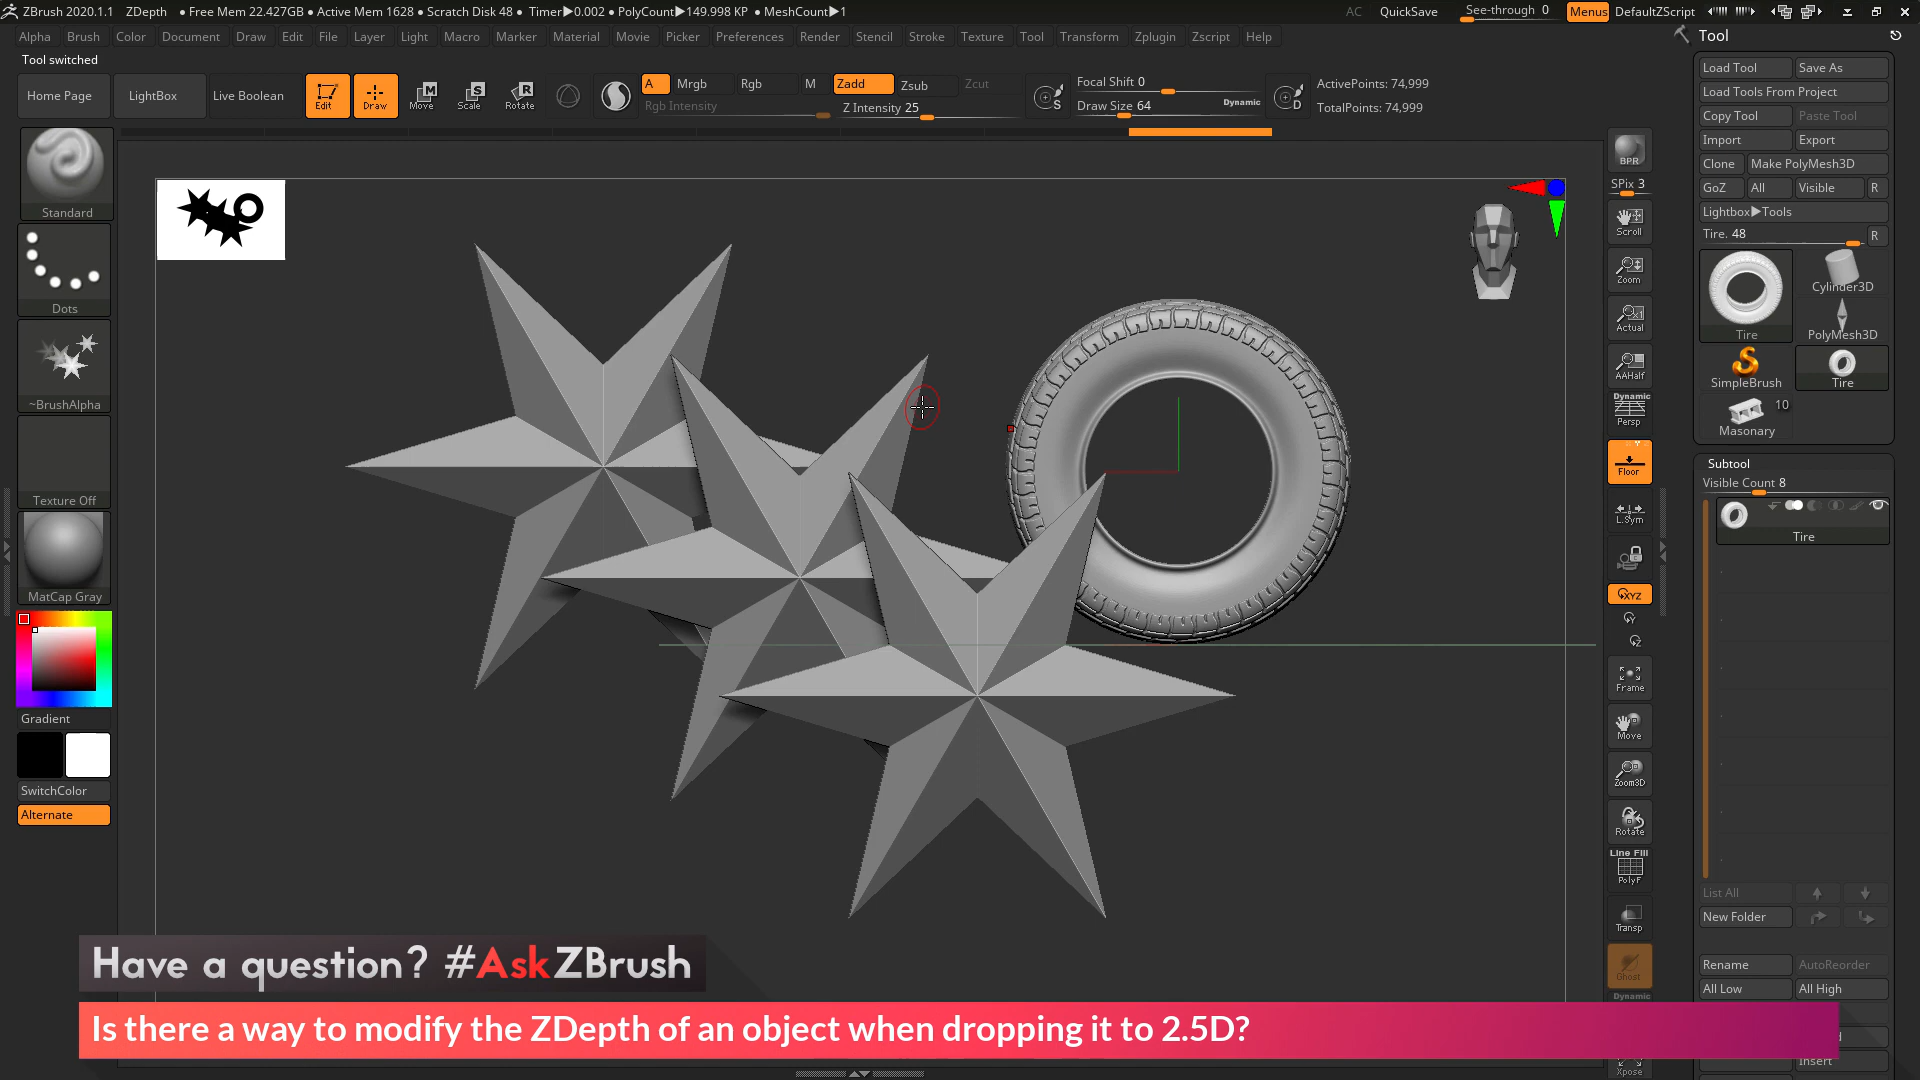 ZBrush 2020.1.1 ZDepth • Free Mem 22.427GB • Active Mem 1628 • Scratch Disk 48 • Timer▶0.002 • PolyCount▶149.998 KP • MeshCount▶1 AC QuickSave See-through 0 Menus DefaultZScript
Alpha Brush Color Document Draw Edit File Layer Light Macro Marker Material Movie Picker Preferences Render Stencil Stroke Texture Tool Transform Zplugin Zscript Help
Tool switched
Home Page LightBox Live Boolean Edit Draw Move Scale Rotate
A Mrgb Rgb M Zadd Zsub Zcut
Rgb Intensity Z Intensity 25
S Focal Shift 0
Draw Size 64 Dynamic D
ActivePoints: 74,999
TotalPoints: 74,999
Standard
Dots
~BrushAlpha
Texture Off
MatCap Gray
Gradient
SwitchColor
Alternate
BPR
SPix 3
Scroll
Zoom
Actual
AAHalf
Dynamic
Persp
Floor
L.Sym
XYZ
Y
Z
Frame
Move
Zoom3D
Rotate
Line Fill
PolyF
Transp
Ghost
Dynamic
Xpose
Tool
Load Tool Save As
Load Tools From Project
Copy Tool Paste Tool
Import Export
Clone Make PolyMesh3D
GoZ All Visible R
Lightbox▶Tools
Tire. 48 R
Tire Cylinder3D
PolyMesh3D
SimpleBrush Tire
10
Masonary
Subtool
Visible Count 8
Tire
List All
New Folder
Rename AutoReorder
All Low All High
Insert
Have a question? #AskZBrush
Is there a way to modify the ZDepth of an object when dropping it to 2.5D?